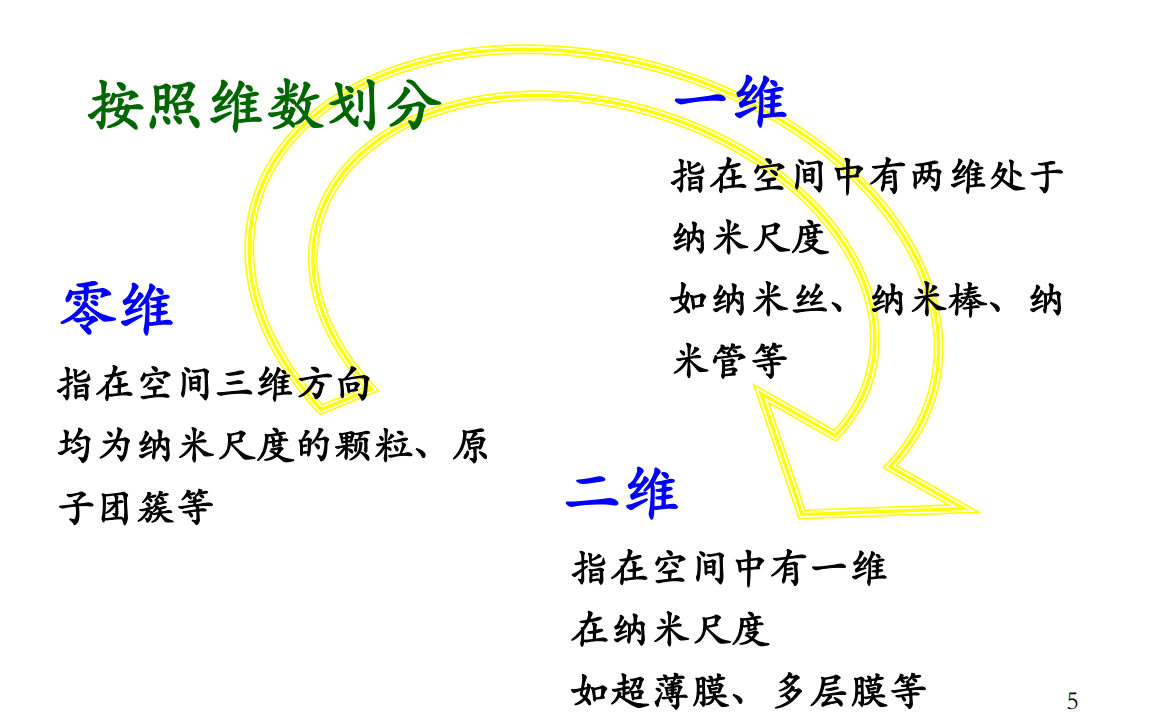 按照维数划分
零维
指在空间三维方向
均为纳米尺度的颗粒、原
子团簇等
一维
指在空间中有两维处于
纳米尺度
如纳米丝、纳米棒、纳
米管等
二维
指在空间中有一维
在纳米尺度
如超薄膜、多层膜等
5